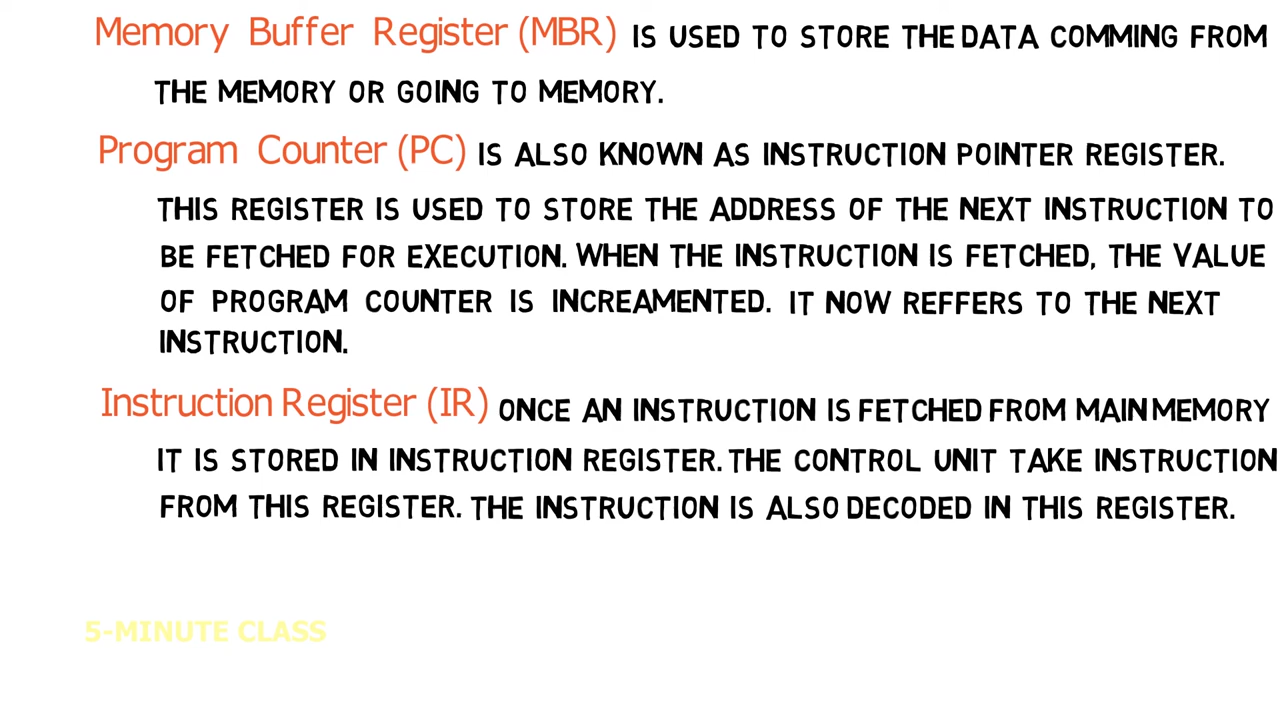 Memory Buffer Register (MBR) IS USED TO STORE THE DATA COMMING FROM
THE MEMORY OR GOING TO MEMORY.
Program Counter (PC) IS ALSO KNOWN AS INSTRUCTION POINTER REGISTER.
THIS REGISTER IS USED TO STORE THE ADDRESS OF THE NEXT INSTRUCTION TO
BE FETCHED FOR EXECUTION. WHEN THE INSTRUCTION IS FETCHED, THE VALUE
OF PROGRAM COUNTER IS INCREAMENTED. IT NOW REFFERS TO THE NEXT
INSTRUCTION.
Instruction Register (IR) ONCE AN INSTRUCTION IS FETCHED FROM MAIN MEMORY
IT IS STORED IN INSTRUCTION REGISTER. THE CONTROL UNIT TAKE INSTRUCTION
FROM THIS REGISTER. THE INSTRUCTION IS ALSO DECODED IN THIS REGISTER.
5-MINUTE CLASS